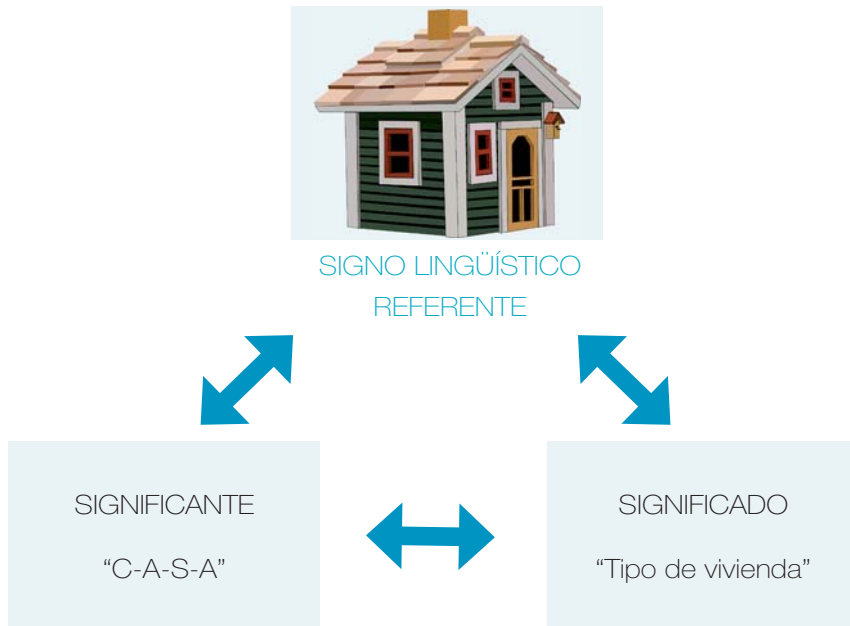 SIGNO LINGÜÍSTICO
REFERENTE
SIGNIFICANTE
“C-A-S-A”
SIGNIFICADO
“Tipo de vivienda”